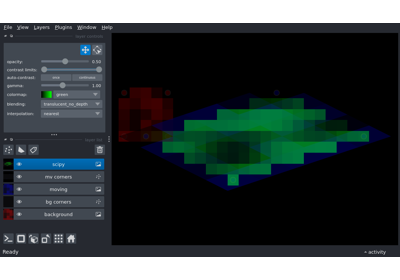 File View Layers Plugins Window Help
opacity: 0.50
contrast limits:
auto-contrast: once continuous
gamma: 1.00
colormap: green
blending: translucent_no_depth
interpolation: nearest
scipy
mv corners
moving
bg corners
background
Ready
activity